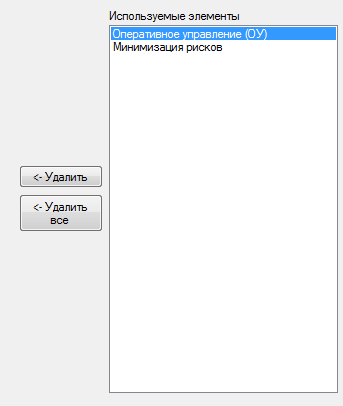 Используемые элементы
Оперативное управление (ОУ)
Минимизация рисков
<- Удалить
<- Удалить
все